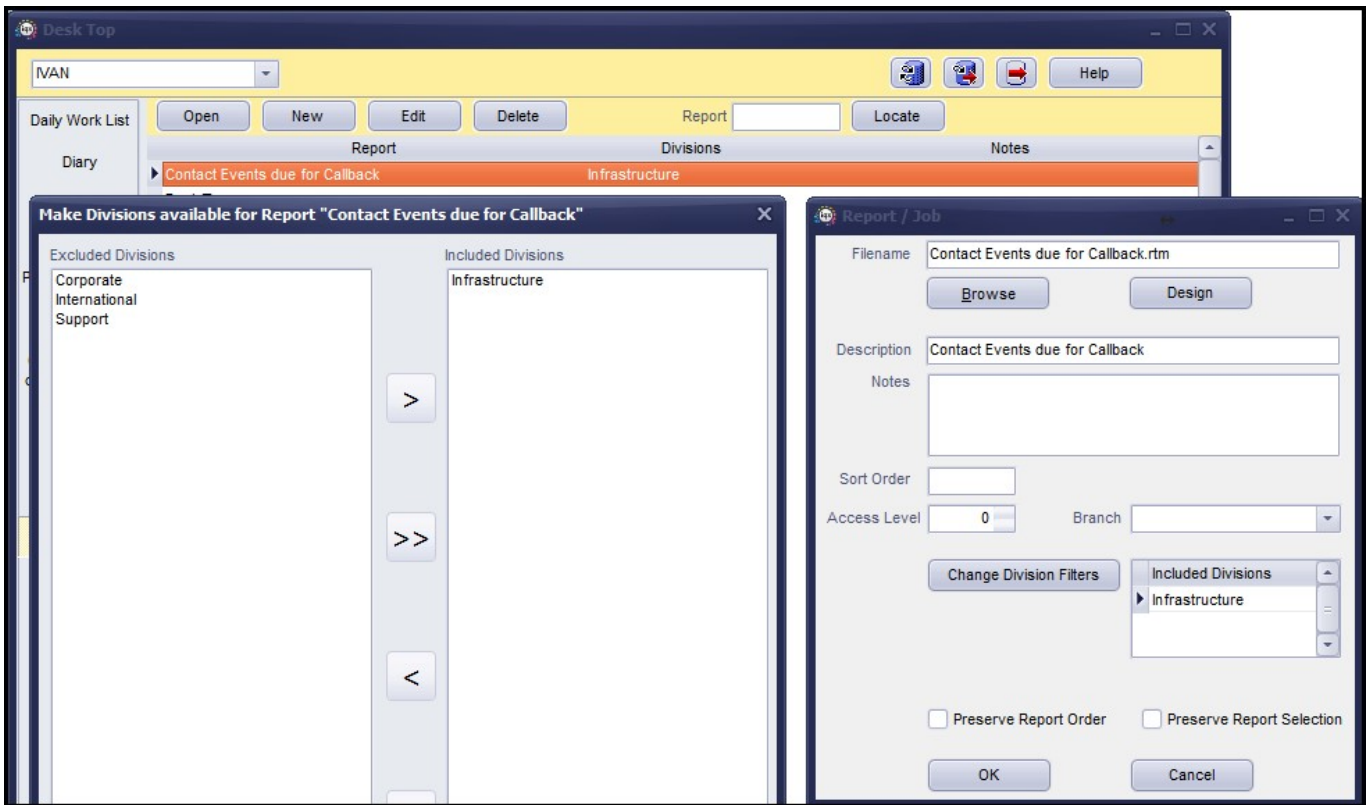 Desk Top
IVAN
Help
Daily Work List
Open New Edit Delete Report Locate
Report Divisions Notes
Diary
Contact Events due for Callback Infrastructure
Make Divisions available for Report "Contact Events due for Callback"
Excluded Divisions
Corporate
International
Support
>
>>
<
Included Divisions
Infrastructure
Report / Job
Filename Contact Events due for Callback.rtm
Browse Design
Description Contact Events due for Callback
Notes
Sort Order
Access Level 0 Branch
Change Division Filters
Included Divisions
Infrastructure
Preserve Report Order Preserve Report Selection
OK Cancel